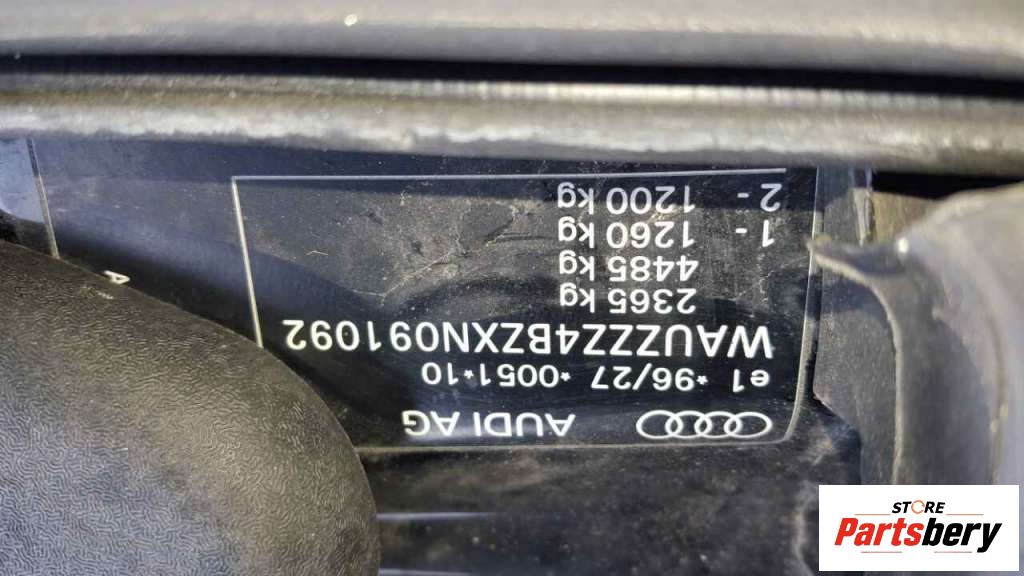 AUDI AG
e1 *96/27 *0051*10
WAUZZZ4BZXN091092
2365 kg
4485 kg
1 - 1260 kg
2 - 1200 kg
A
STORE
Partsbery